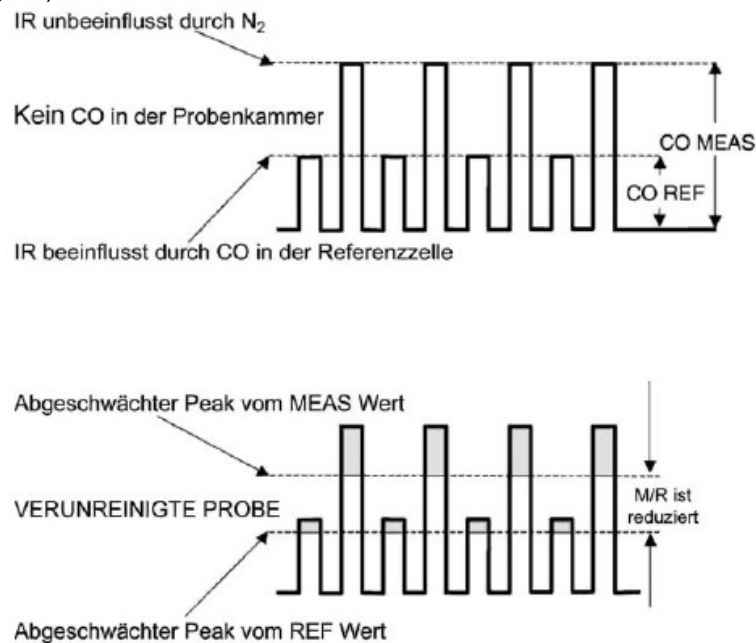 IR unbeeinflusst durch N₂
Kein CO in der Probenkammer
CO MEAS
CO REF
IR beeinflusst durch CO in der Referenzzelle
Abgeschwächter Peak vom MEAS Wert
VERUNREINIGTE PROBE
M/R ist
reduziert
Abgeschwächter Peak vom REF Wert